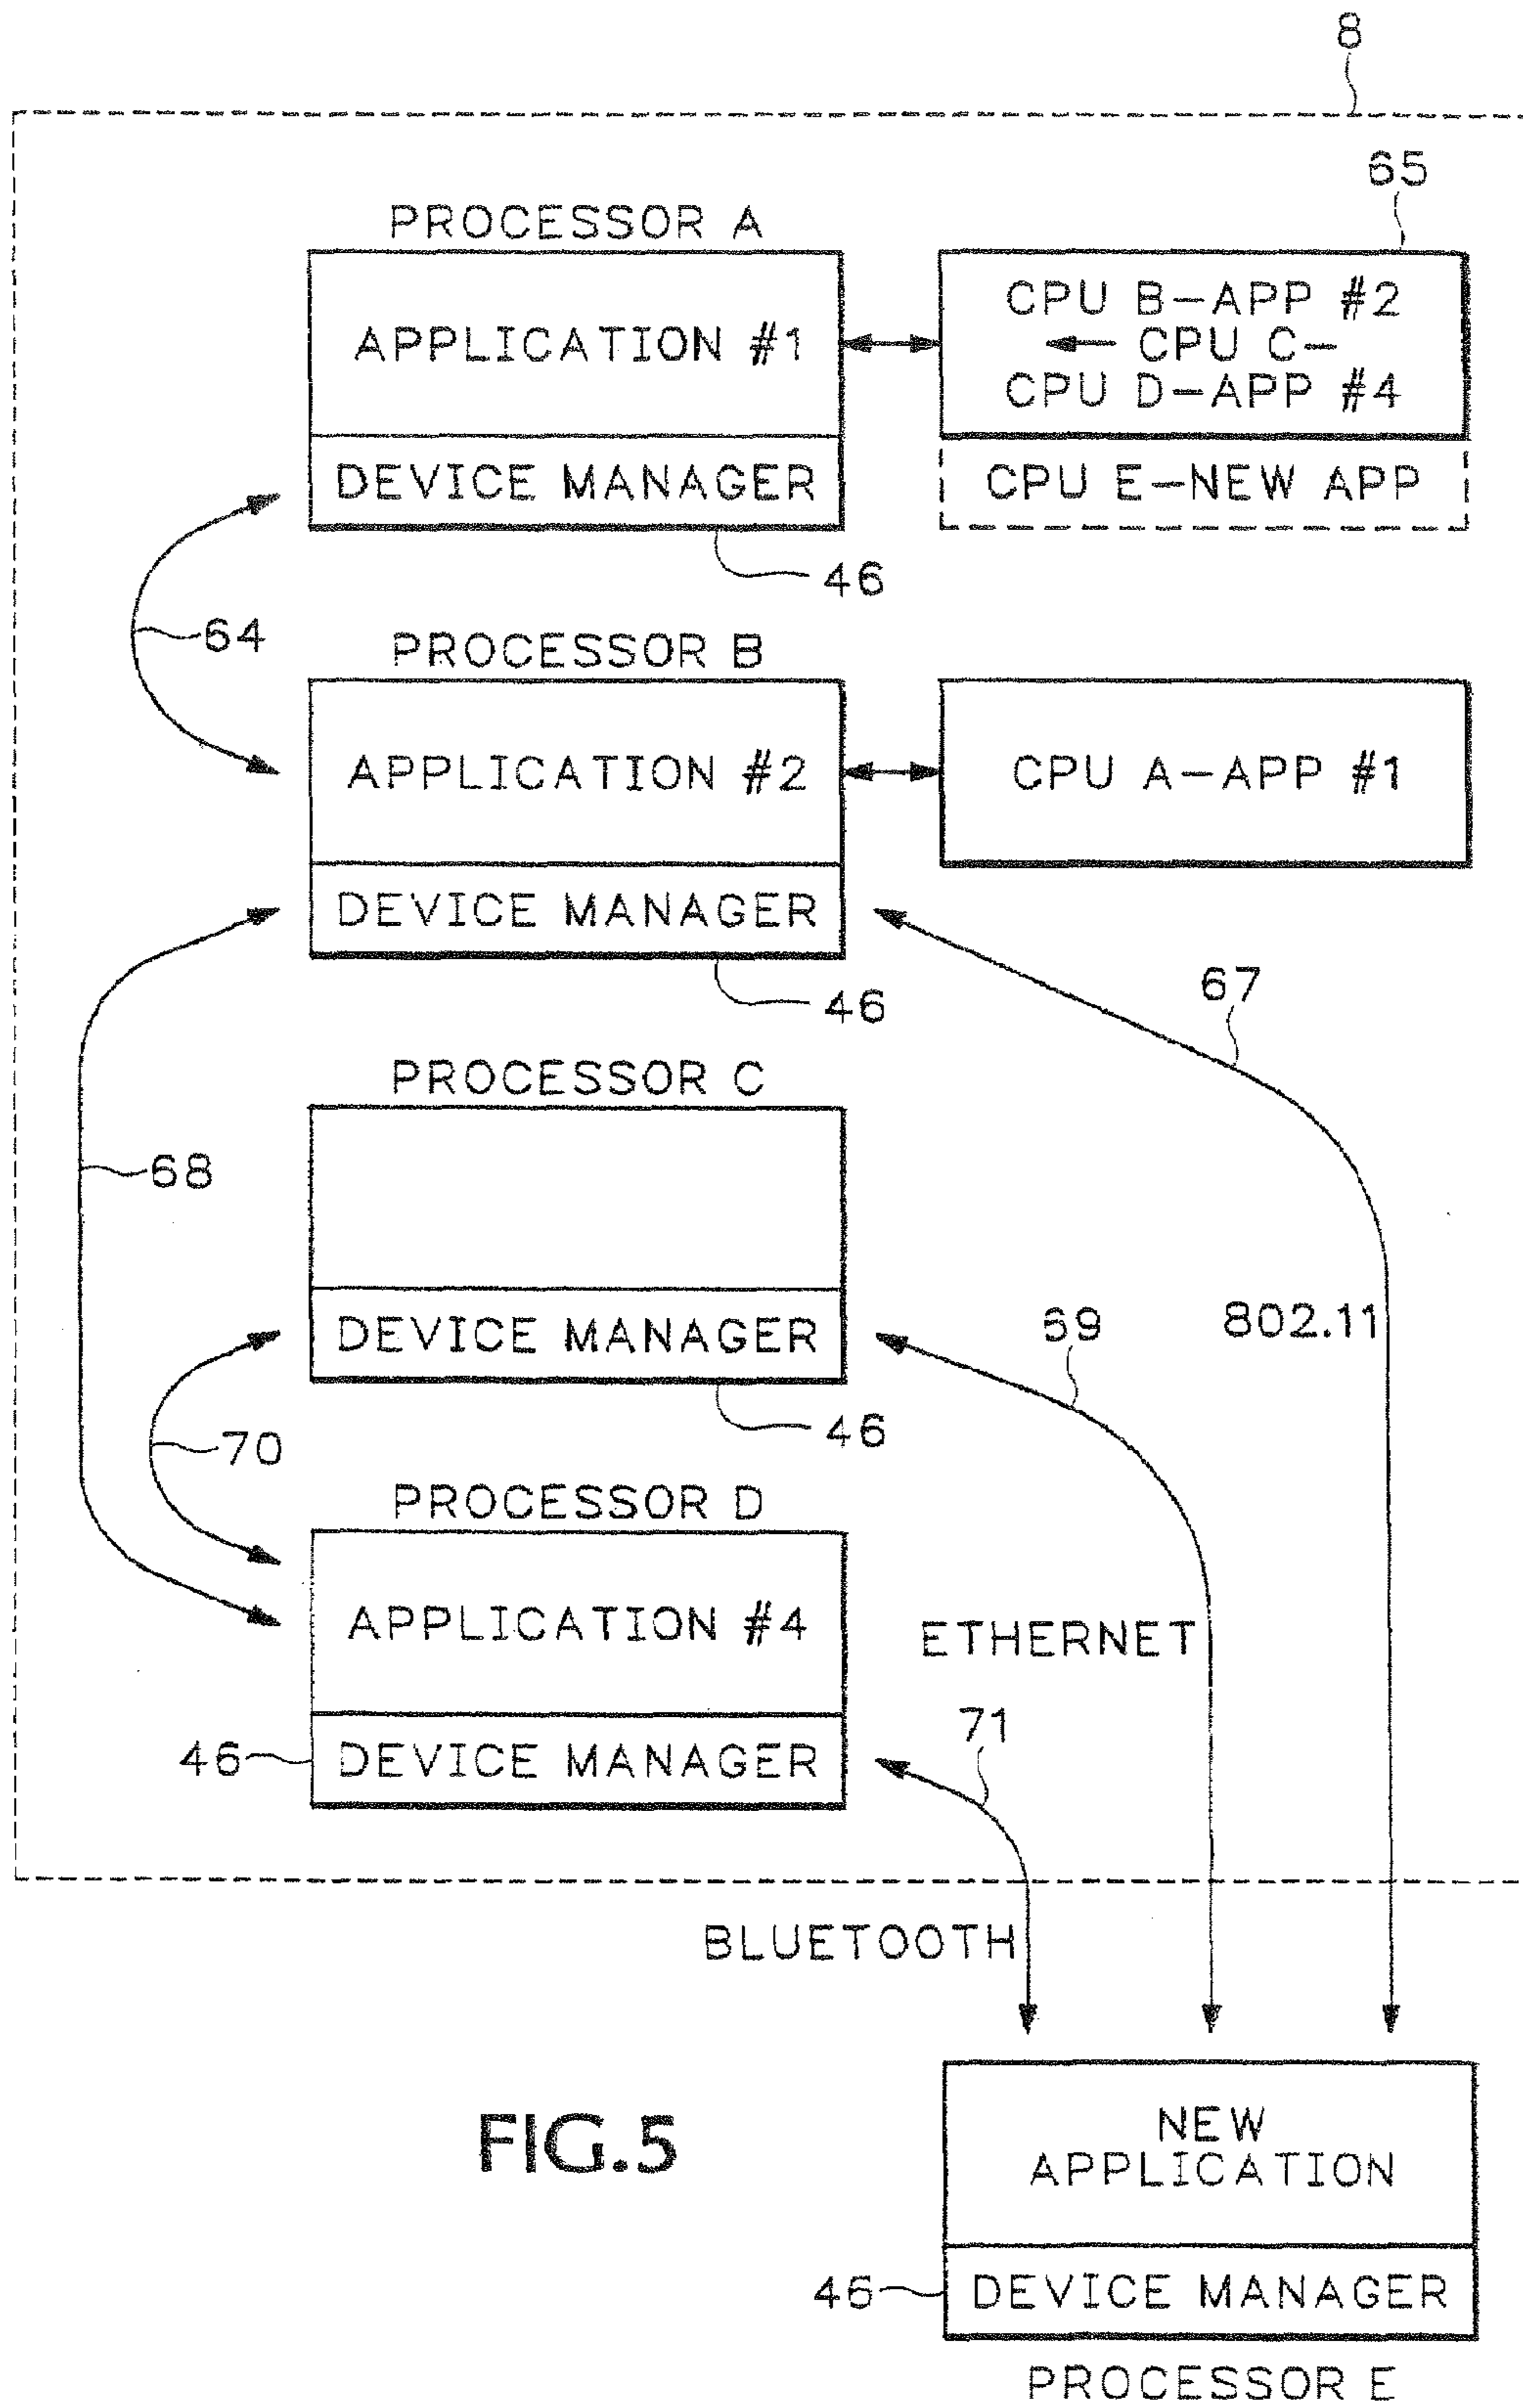 8
65
PROCESSOR A
APPLICATION #1
DEVICE MANAGER
46
CPU B-APP #2
← CPU C-
CPU D-APP #4
CPU E-NEW APP
64
PROCESSOR B
APPLICATION #2
DEVICE MANAGER
46
CPU A-APP #1
67
68
PROCESSOR C
DEVICE MANAGER
46
69
802.11
70
PROCESSOR D
APPLICATION #4
46
DEVICE MANAGER
ETHERNET
71
BLUETOOTH
FIG.5
NEW
APPLICATION
46
DEVICE MANAGER
PROCESSOR E